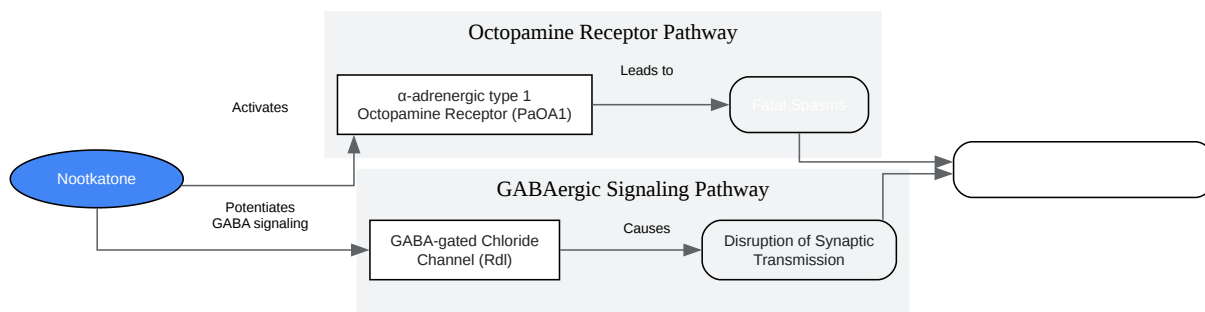 Octopamine Receptor Pathway
Leads to
α-adrenergic type 1
Octopamine Receptor (PaOA1)
Fatal Spasms
Activates
Nootkatone
GABAergic Signaling Pathway
Potentiates
GABA signaling
Causes
GABA-gated Chloride
Channel (Rdl)
Disruption of Synaptic
Transmission